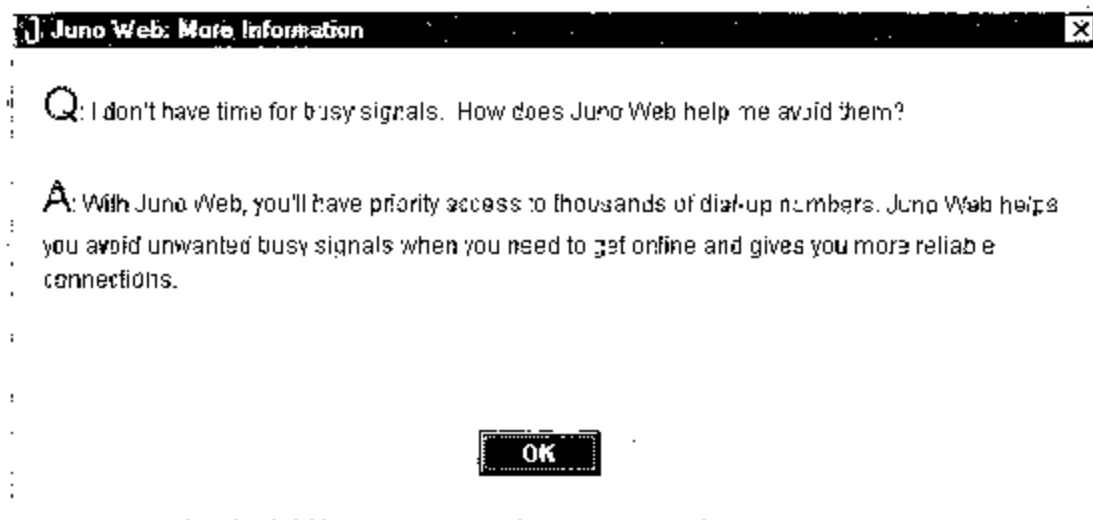 Juno Web: More Information
Q: I don't have time for busy signals. How does Juno Web help me avoid them?
A: With Juno Web, you'll have priority access to thousands of dial-up numbers. Juno Web helps
you avoid unwanted busy signals when you need to get online and gives you more reliable
connections.
OK